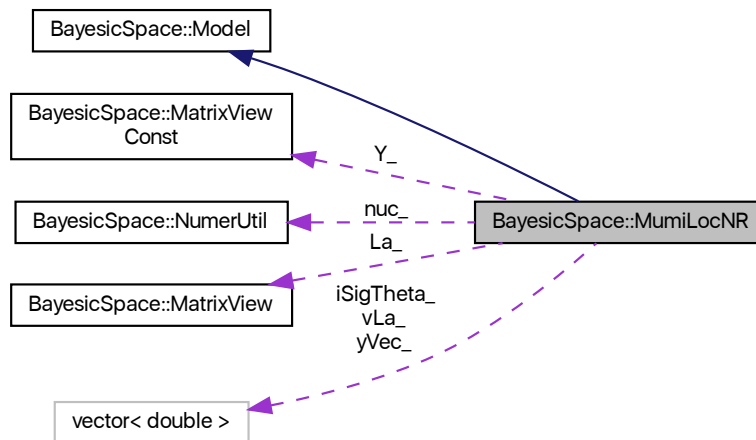 BayesicSpace::Model
BayesicSpace::MatrixView
Const
Y_
BayesicSpace::NumerUtil
nuc_
BayesicSpace::MumiLocNR
La_
BayesicSpace::MatrixView
iSigTheta_
vLa_
yVec_
vector< double >